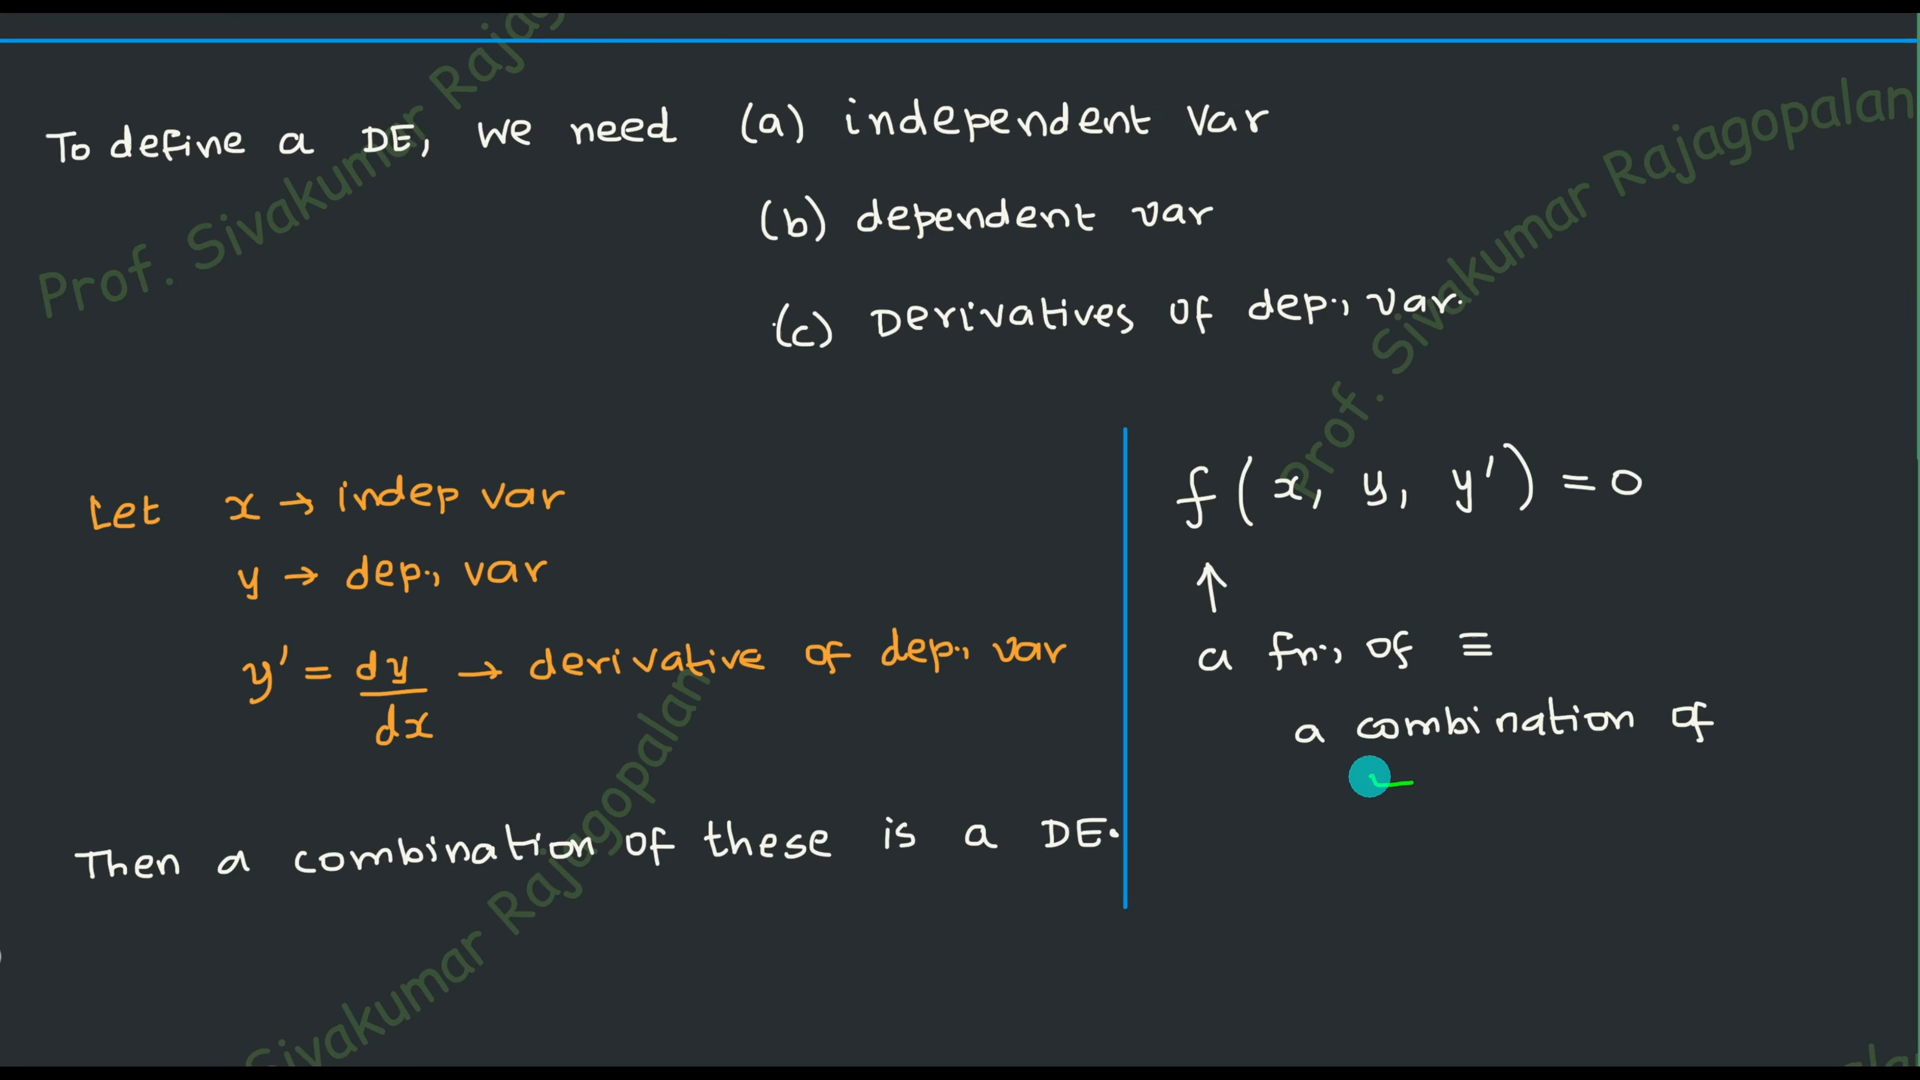 To define a DE, we need (a) independent var
(b) dependent var
(c) Derivatives of dep., var.
Let x → indep var
y → dep., var
y' = dy/dx → derivative of dep., var
Then a combination of these is a DE.
f(x, y, y') = 0
↑
a fn., of ≡
a combination of
Prof. Sivakumar Rajagopalan
Prof. Sivakumar Rajagopalan
Sivakumar Rajagopalan